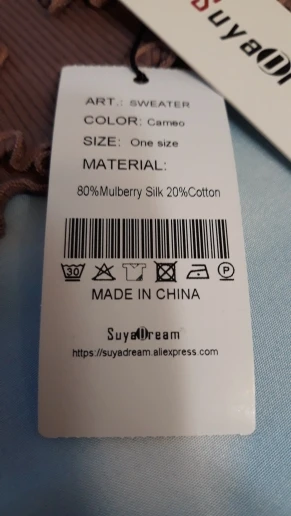 SuyaD
ART.: SWEATER
COLOR: Cameo
SIZE: One size
MATERIAL:
80%Mulberry Silk 20%Cotton
30 P
MADE IN CHINA
SuyaDream
https://suyadream.aliexpress.com